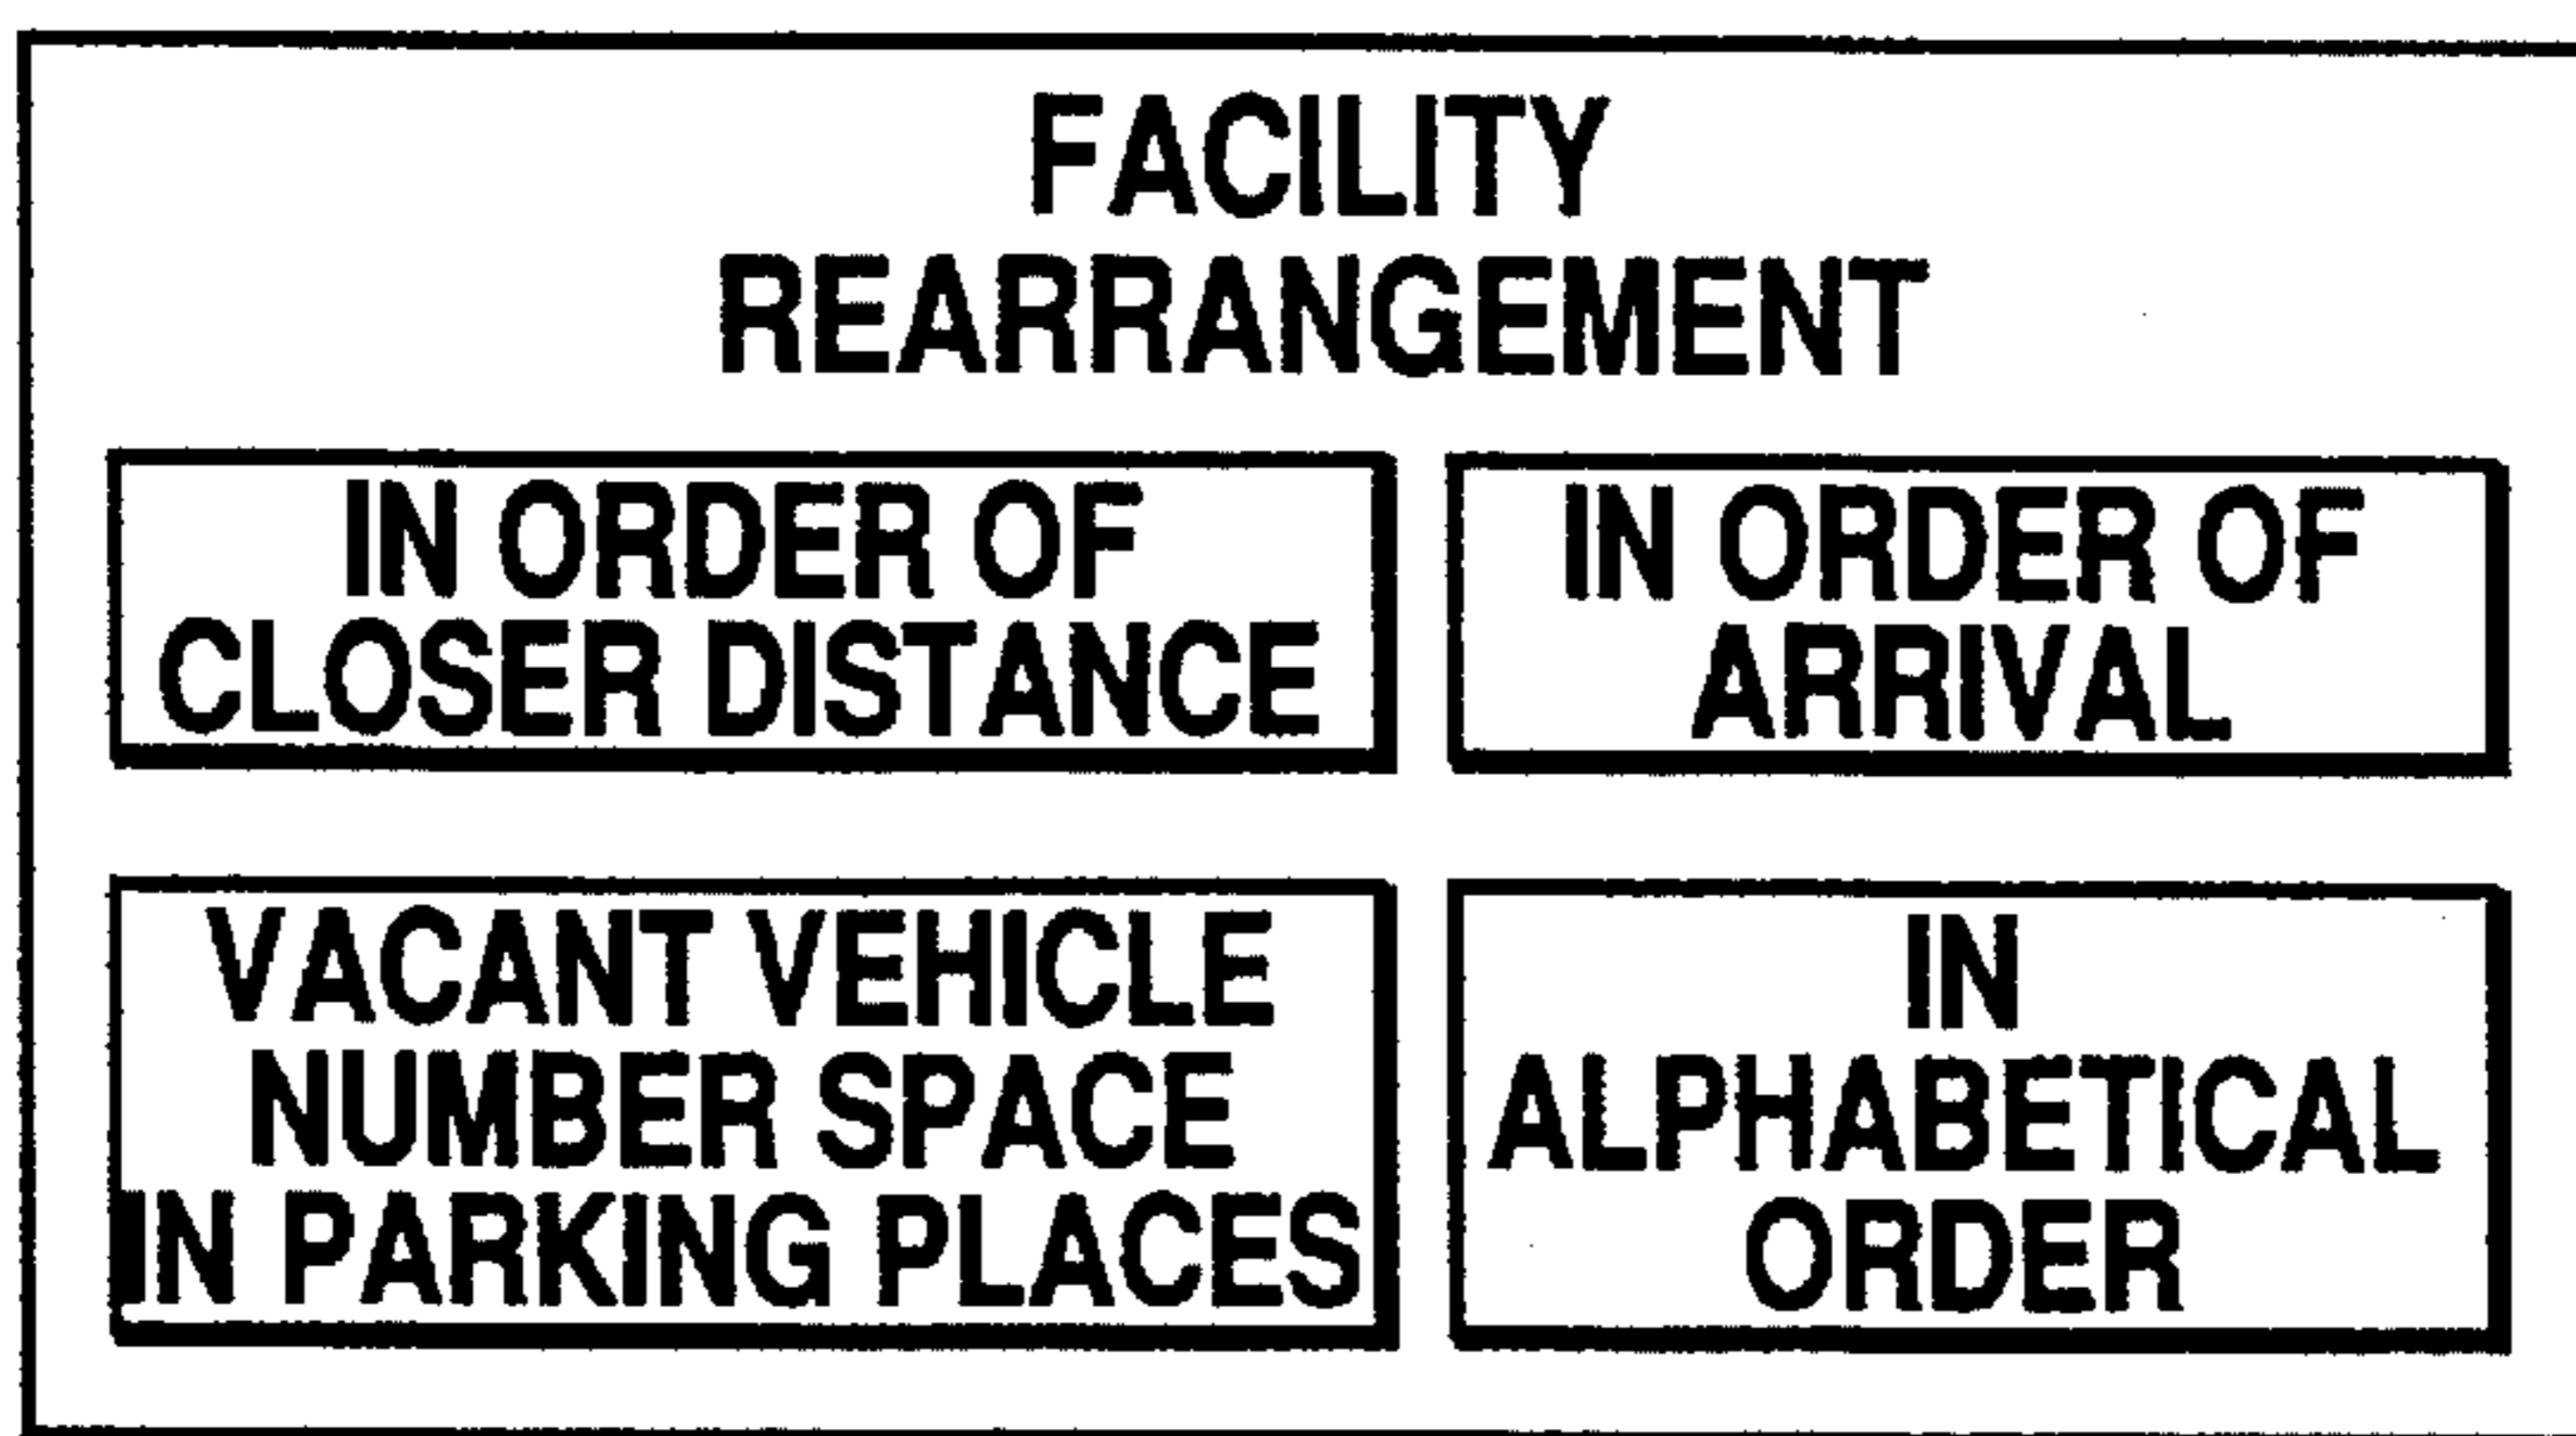 FACILITY
REARRANGEMENT
IN ORDER OF
CLOSER DISTANCE
IN ORDER OF
ARRIVAL
VACANT VEHICLE
NUMBER SPACE
IN PARKING PLACES
IN
ALPHABETICAL
ORDER